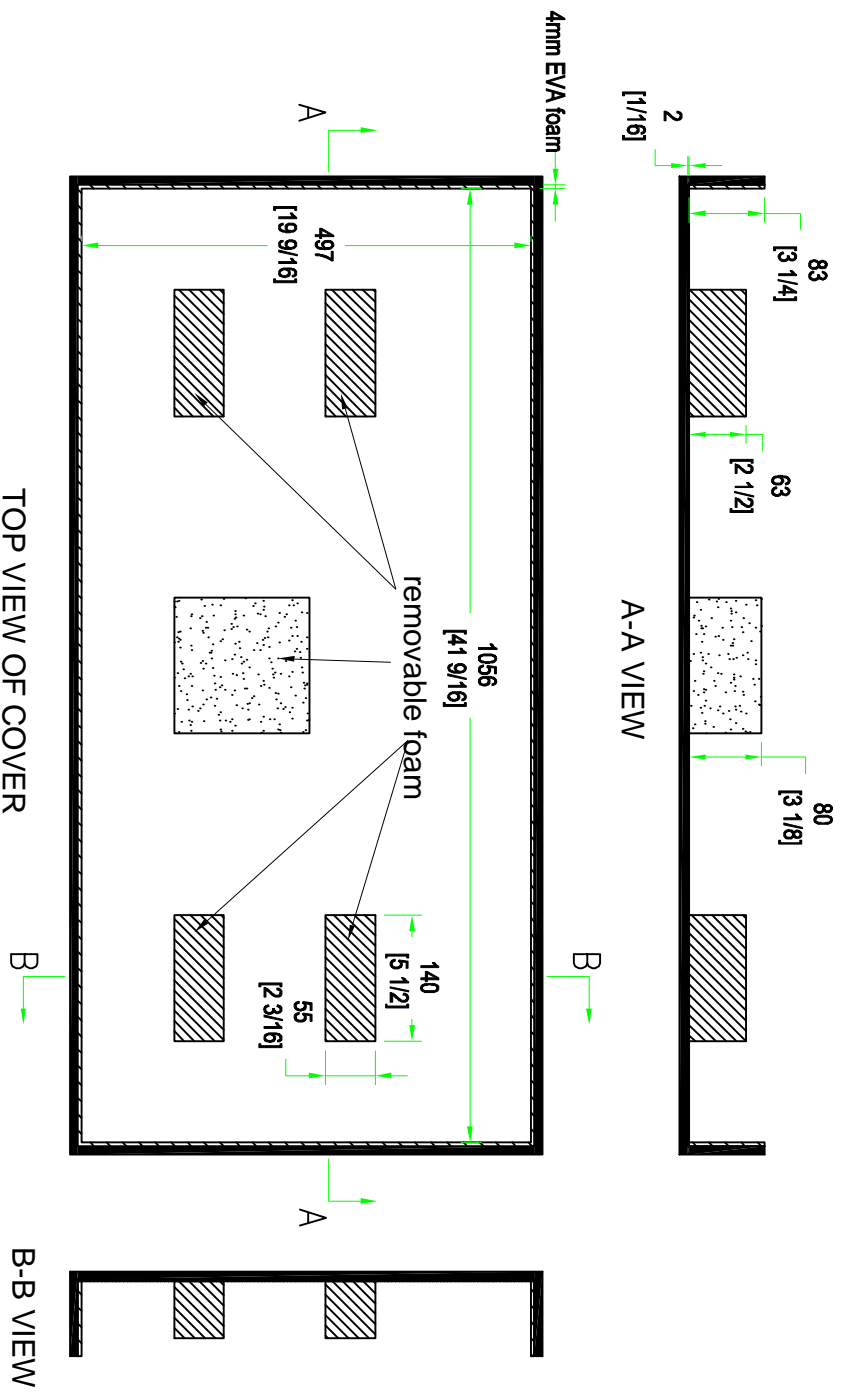 4mm EVA foam
2
[1/16]
83
[3 1/4]
63
[2 1/2]
80
[3 1/8]
A-A VIEW
A
A
B
B
497
[19 9/16]
1056
[41 9/16]
removable foam
140
[5 1/2]
55
[2 3/16]
TOP VIEW OF COVER
B-B VIEW